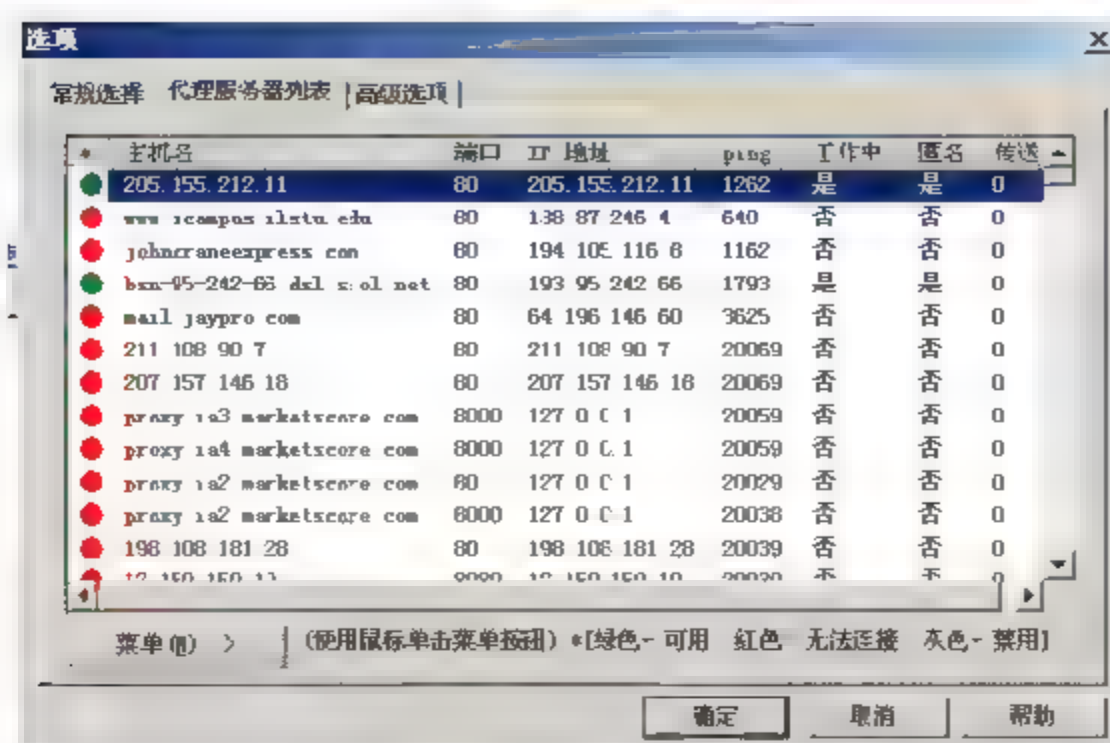 选项
常规选择 代理服务器列表 高级选项
* 主机名 端口 IP 地址 ping 工作中 匿名 传送
205.155.212.11 80 205.155.212.11 1262 是 是 0
www icampus ilstu edu 80 138 87 246 4 640 否 否 0
johncraneexpress com 80 194 105 116 1162 否 否 0
80 193 95 242 66 1793 是 是 0
mail jaypro com 80 64 196 146 60 3625 否 否 0
211 108 90 7 80 211 108 90 7 20069 否 否 0
207 157 146 18 80 207 157 146 18 20069 否 否 0
proxy ia3 marketscore com 8000 127 0 0 1 20059 否 否 0
proxy ia4 marketscore com 8000 127 0 0.1 20059 否 否 0
proxy ia2 marketscore com 80 127 0 0 1 20029 否 否 0
proxy ia2 marketscore com 8000 127 0 0 1 20038 否 否 0
198 108 181 28 80 198 108 181 28 20039 否 否 0
菜单(M) > (使用鼠标单击菜单按钮) *[绿色- 可用 红色 无法连接 灰色- 禁用]
确定 取消 帮助